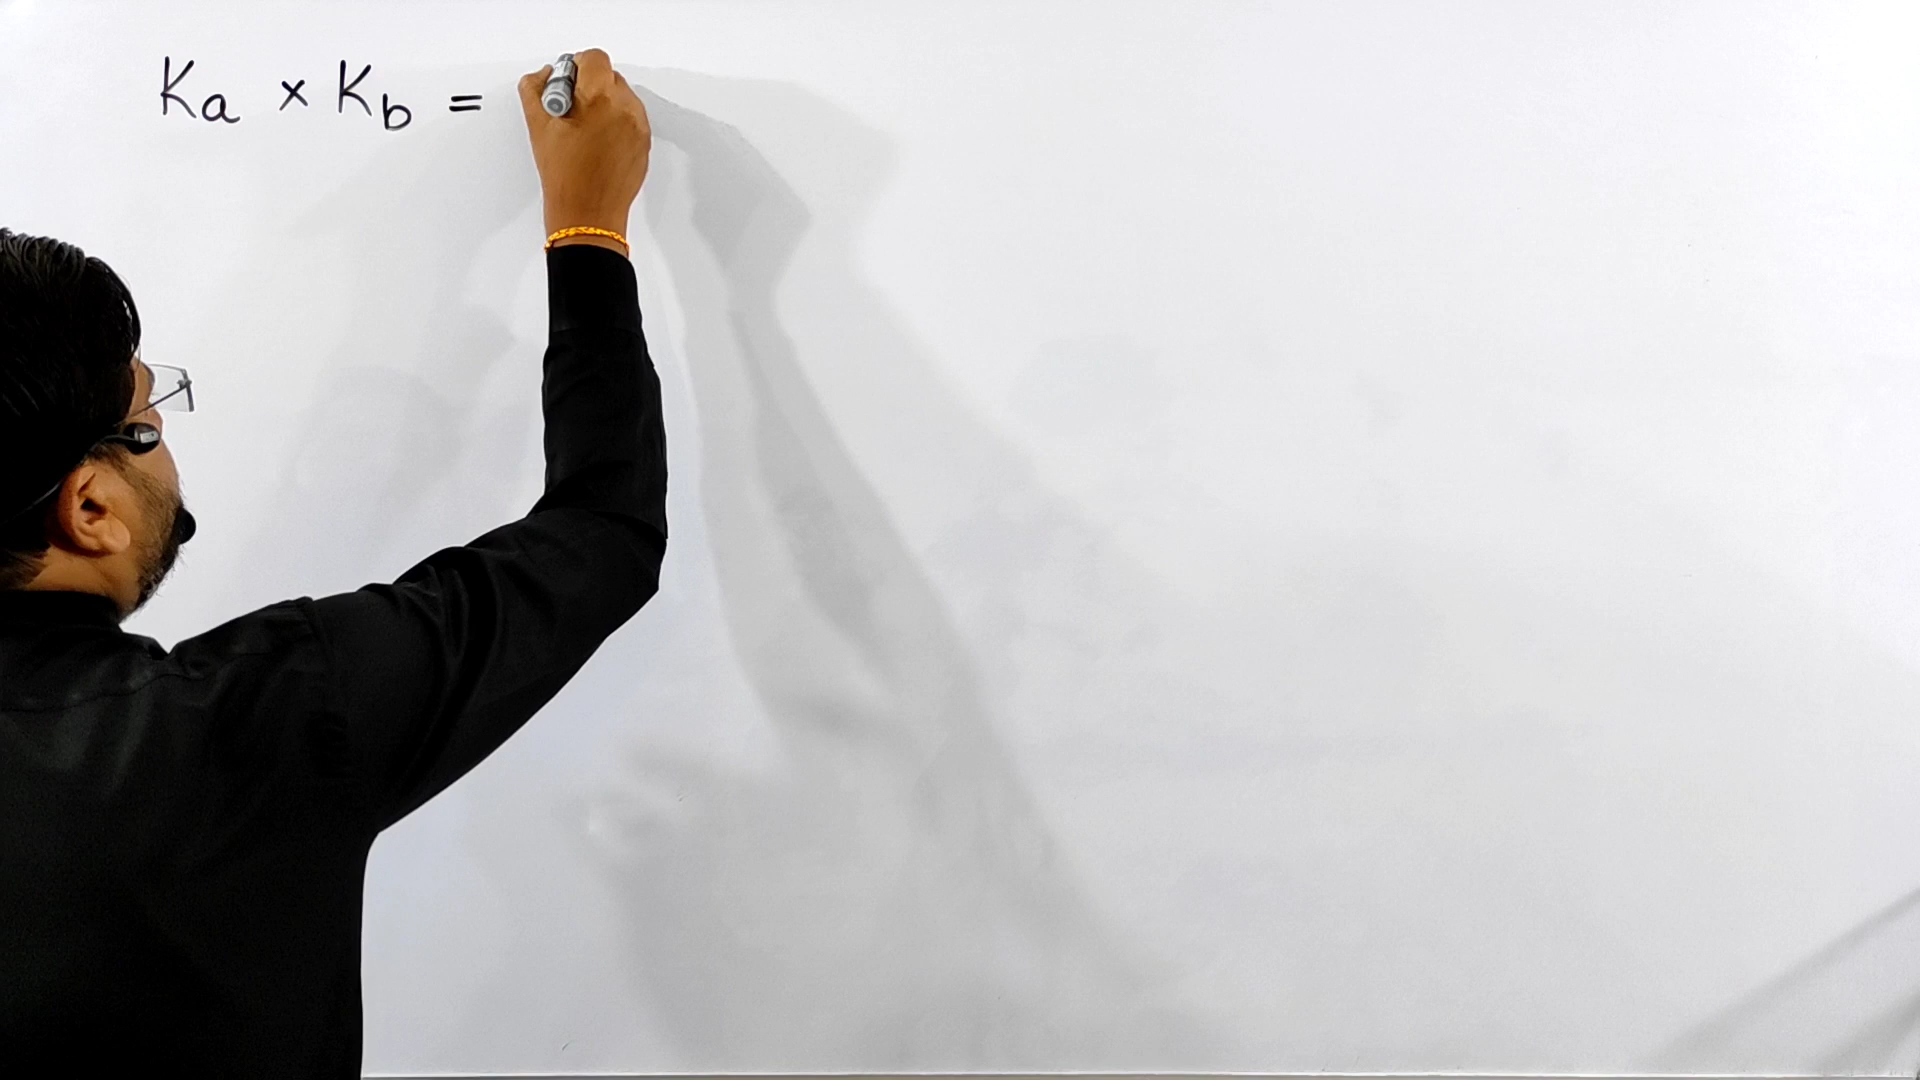 Ka × Kb =